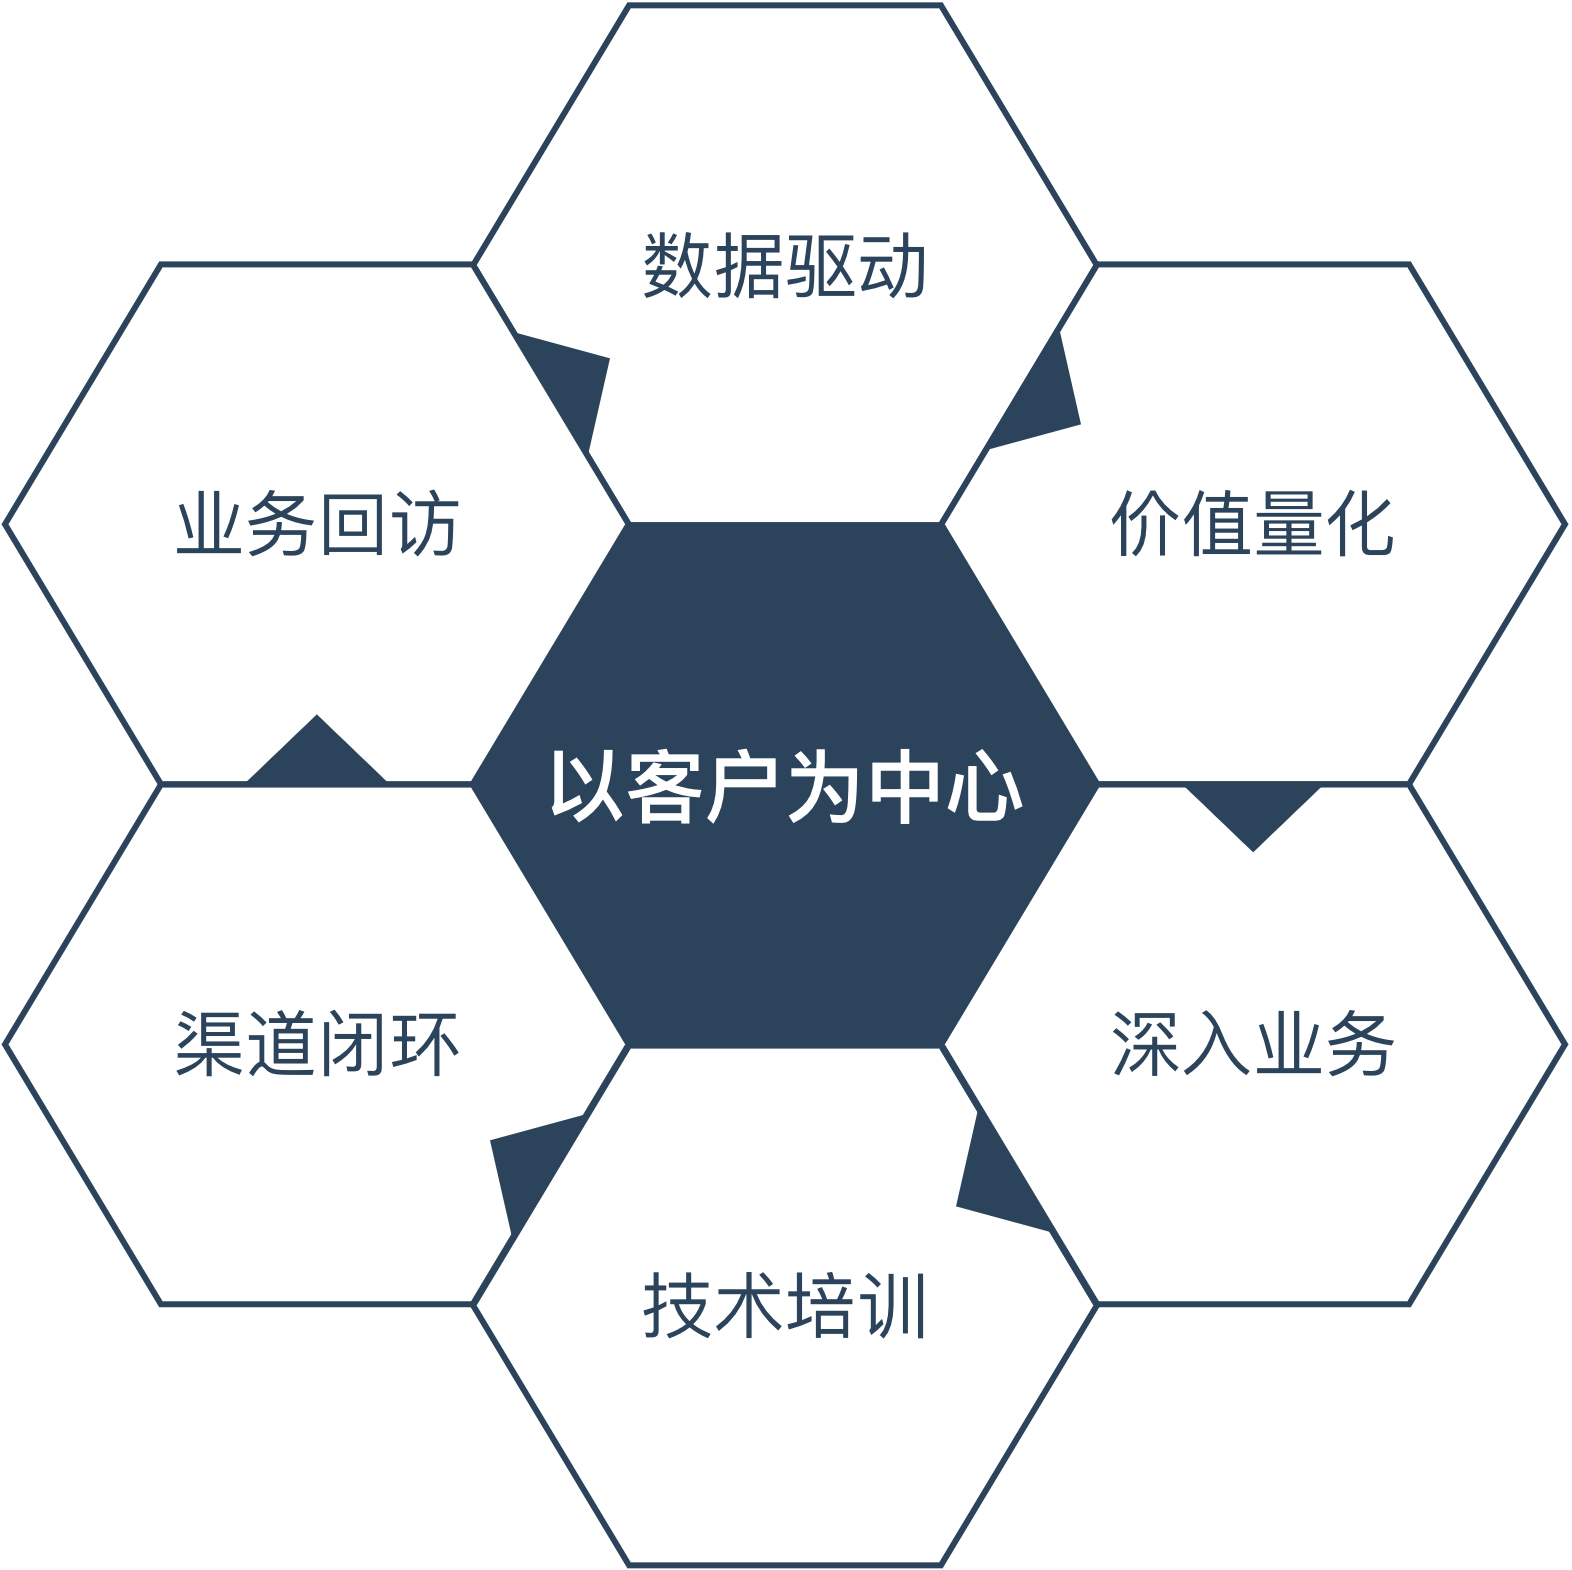 数据驱动
业务回访
价值量化
以客户为中心
渠道闭环
深入业务
技术培训